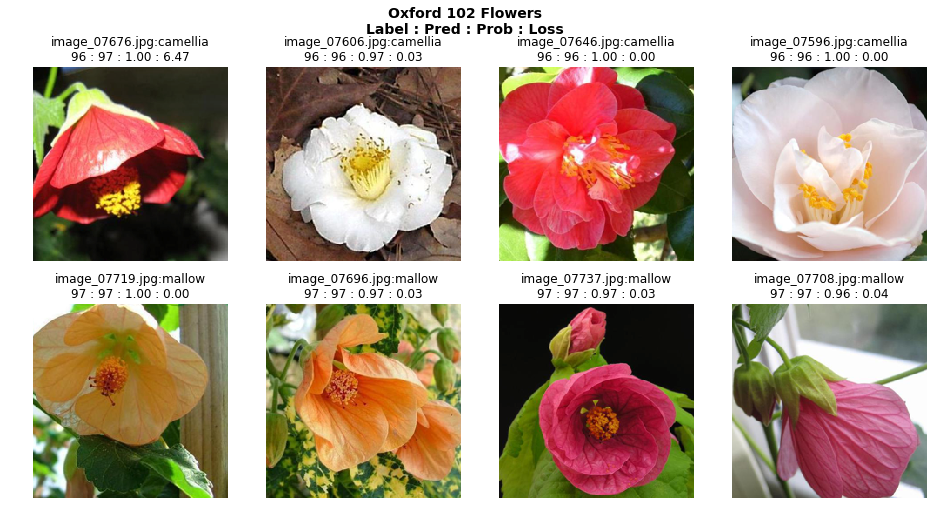 Oxford 102 Flowers
Label : Pred : Prob : Loss
image_07676.jpg:camellia
96 : 97 : 1.00 : 6.47
image_07606.jpg:camellia
96 : 96 : 0.97 : 0.03
image_07646.jpg:camellia
96 : 96 : 1.00 : 0.00
image_07596.jpg:camellia
96 : 96 : 1.00 : 0.00
image_07719.jpg:mallow
97 : 97 : 1.00 : 0.00
image_07696.jpg:mallow
97 : 97 : 0.97 : 0.03
image_07737.jpg:mallow
97 : 97 : 0.97 : 0.03
image_07708.jpg:mallow
97 : 97 : 0.96 : 0.04